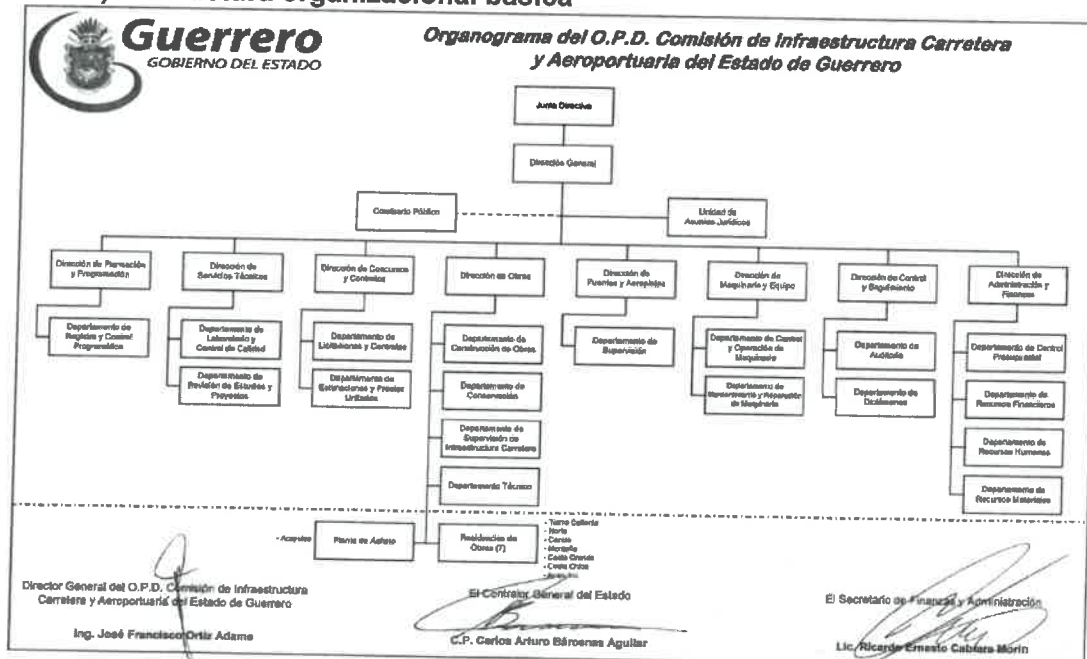 organizacional básica
Guerrero
GOBIERNO DEL ESTADO
Organograma del O.P.D. Comisión de Infraestructura Carretera
y Aeroportuaria del Estado de Guerrero
Junta Directiva
Dirección General
Comisario Público
Unidad de
Asuntos Jurídicos
Dirección de Planeación
y Programación
Dirección de
Servicios Técnicos
Dirección de Concursos
y Contratos
Dirección de Obras
Dirección de
Puentes y Aeropistas
Dirección de
Maquinaria y Equipo
Dirección de Control
y Seguimiento
Dirección de
Administración y
Finanzas
Departamento de
Registro y Control
Programático
Departamento de
Laboratorio y
Control de Calidad
Departamento de
Revisión de Estudios y
Proyectos
Departamento de
Licitaciones y Contratos
Departamento de
Estimaciones y Precios
Unitarios
Departamento de
Construcción de Obras
Departamento de
Conservación
Departamento de
Supervisión de
Infraestructura Carretera
Departamento Técnico
Departamento de
Supervisión
Departamento de Control
y Operación de
Maquinaria
Departamento de
Mantenimiento y Reparación
de Maquinaria
Departamento de
Auditoría
Departamento de
Dictámenes
Departamento de Control
Presupuestal
Departamento de
Recursos Financieros
Departamento de
Recursos Humanos
Departamento de
Recursos Materiales
- Acapulco
Planta de Asfalto
Residencias de
Obras (7)
- Tierra Caliente
- Norte
- Centro
- Montaña
- Costa Grande
- Costa Chica
- Acapulco
Director General del O.P.D. Comisión de Infraestructura
Carretera y Aeroportuaria del Estado de Guerrero
Ing. José Francisco Ortiz Adame
El Contralor General del Estado
C.P. Carlos Arturo Bárcenas Aguilar
El Secretario de Finanzas y Administración
Lic. Ricardo Ernesto Cabrera Morín